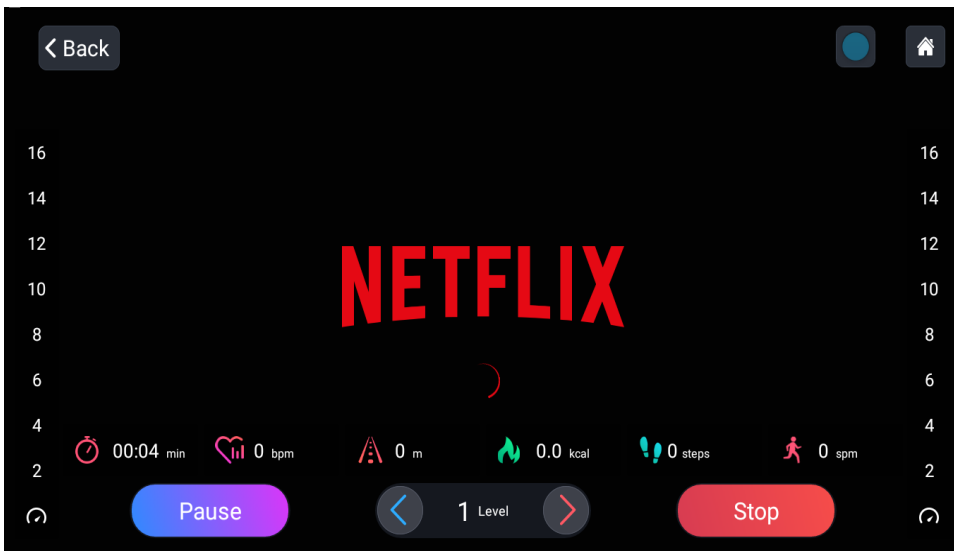 Back
16 16
14 14
12 12
10 10
NETFLIX
8 8
6 6
4 4
00:04 min 0 bpm 0 m 0.0 kcal 0 steps 0 spm
2 2
Pause 1 Level Stop